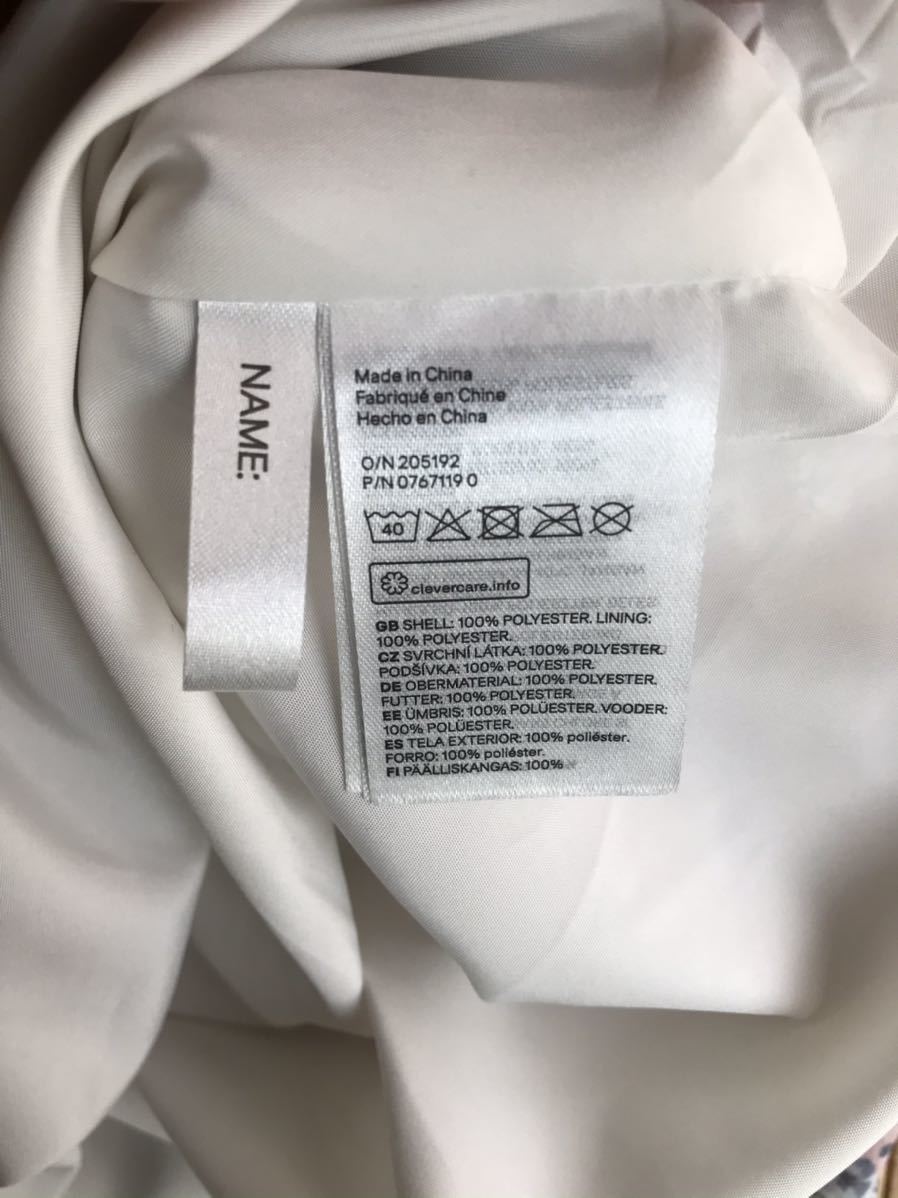 NAME:
Made in China
Fabriqué en Chine
Hecho en China
O/N 205192
P/N 0767119 0
40
clevercare.info
GB SHELL: 100% POLYESTER. LINING:
100% POLYESTER.
CZ SVRCHNÍ LÁTKA: 100% POLYESTER.
PODŠÍVKA: 100% POLYESTER.
DE OBERMATERIAL: 100% POLYESTER.
FUTTER: 100% POLYESTER.
EE ÜMBRIS: 100% POLÜESTER. VOODER:
100% POLÜESTER.
ES TELA EXTERIOR: 100% poliéster.
FORRO: 100% poliéster.
FI PÄÄLLISKANGAS: 100%